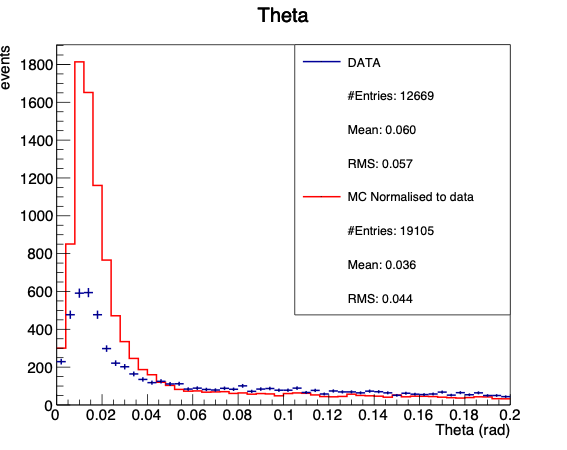 Theta
events
1800
1600
1400
1200
1000
800
600
400
200
0
0 0.02 0.04 0.06 0.08 0.1 0.12 0.14 0.16 0.18 0.2
Theta (rad)
DATA
#Entries: 12669
Mean: 0.060
RMS: 0.057
MC Normalised to data
#Entries: 19105
Mean: 0.036
RMS: 0.044